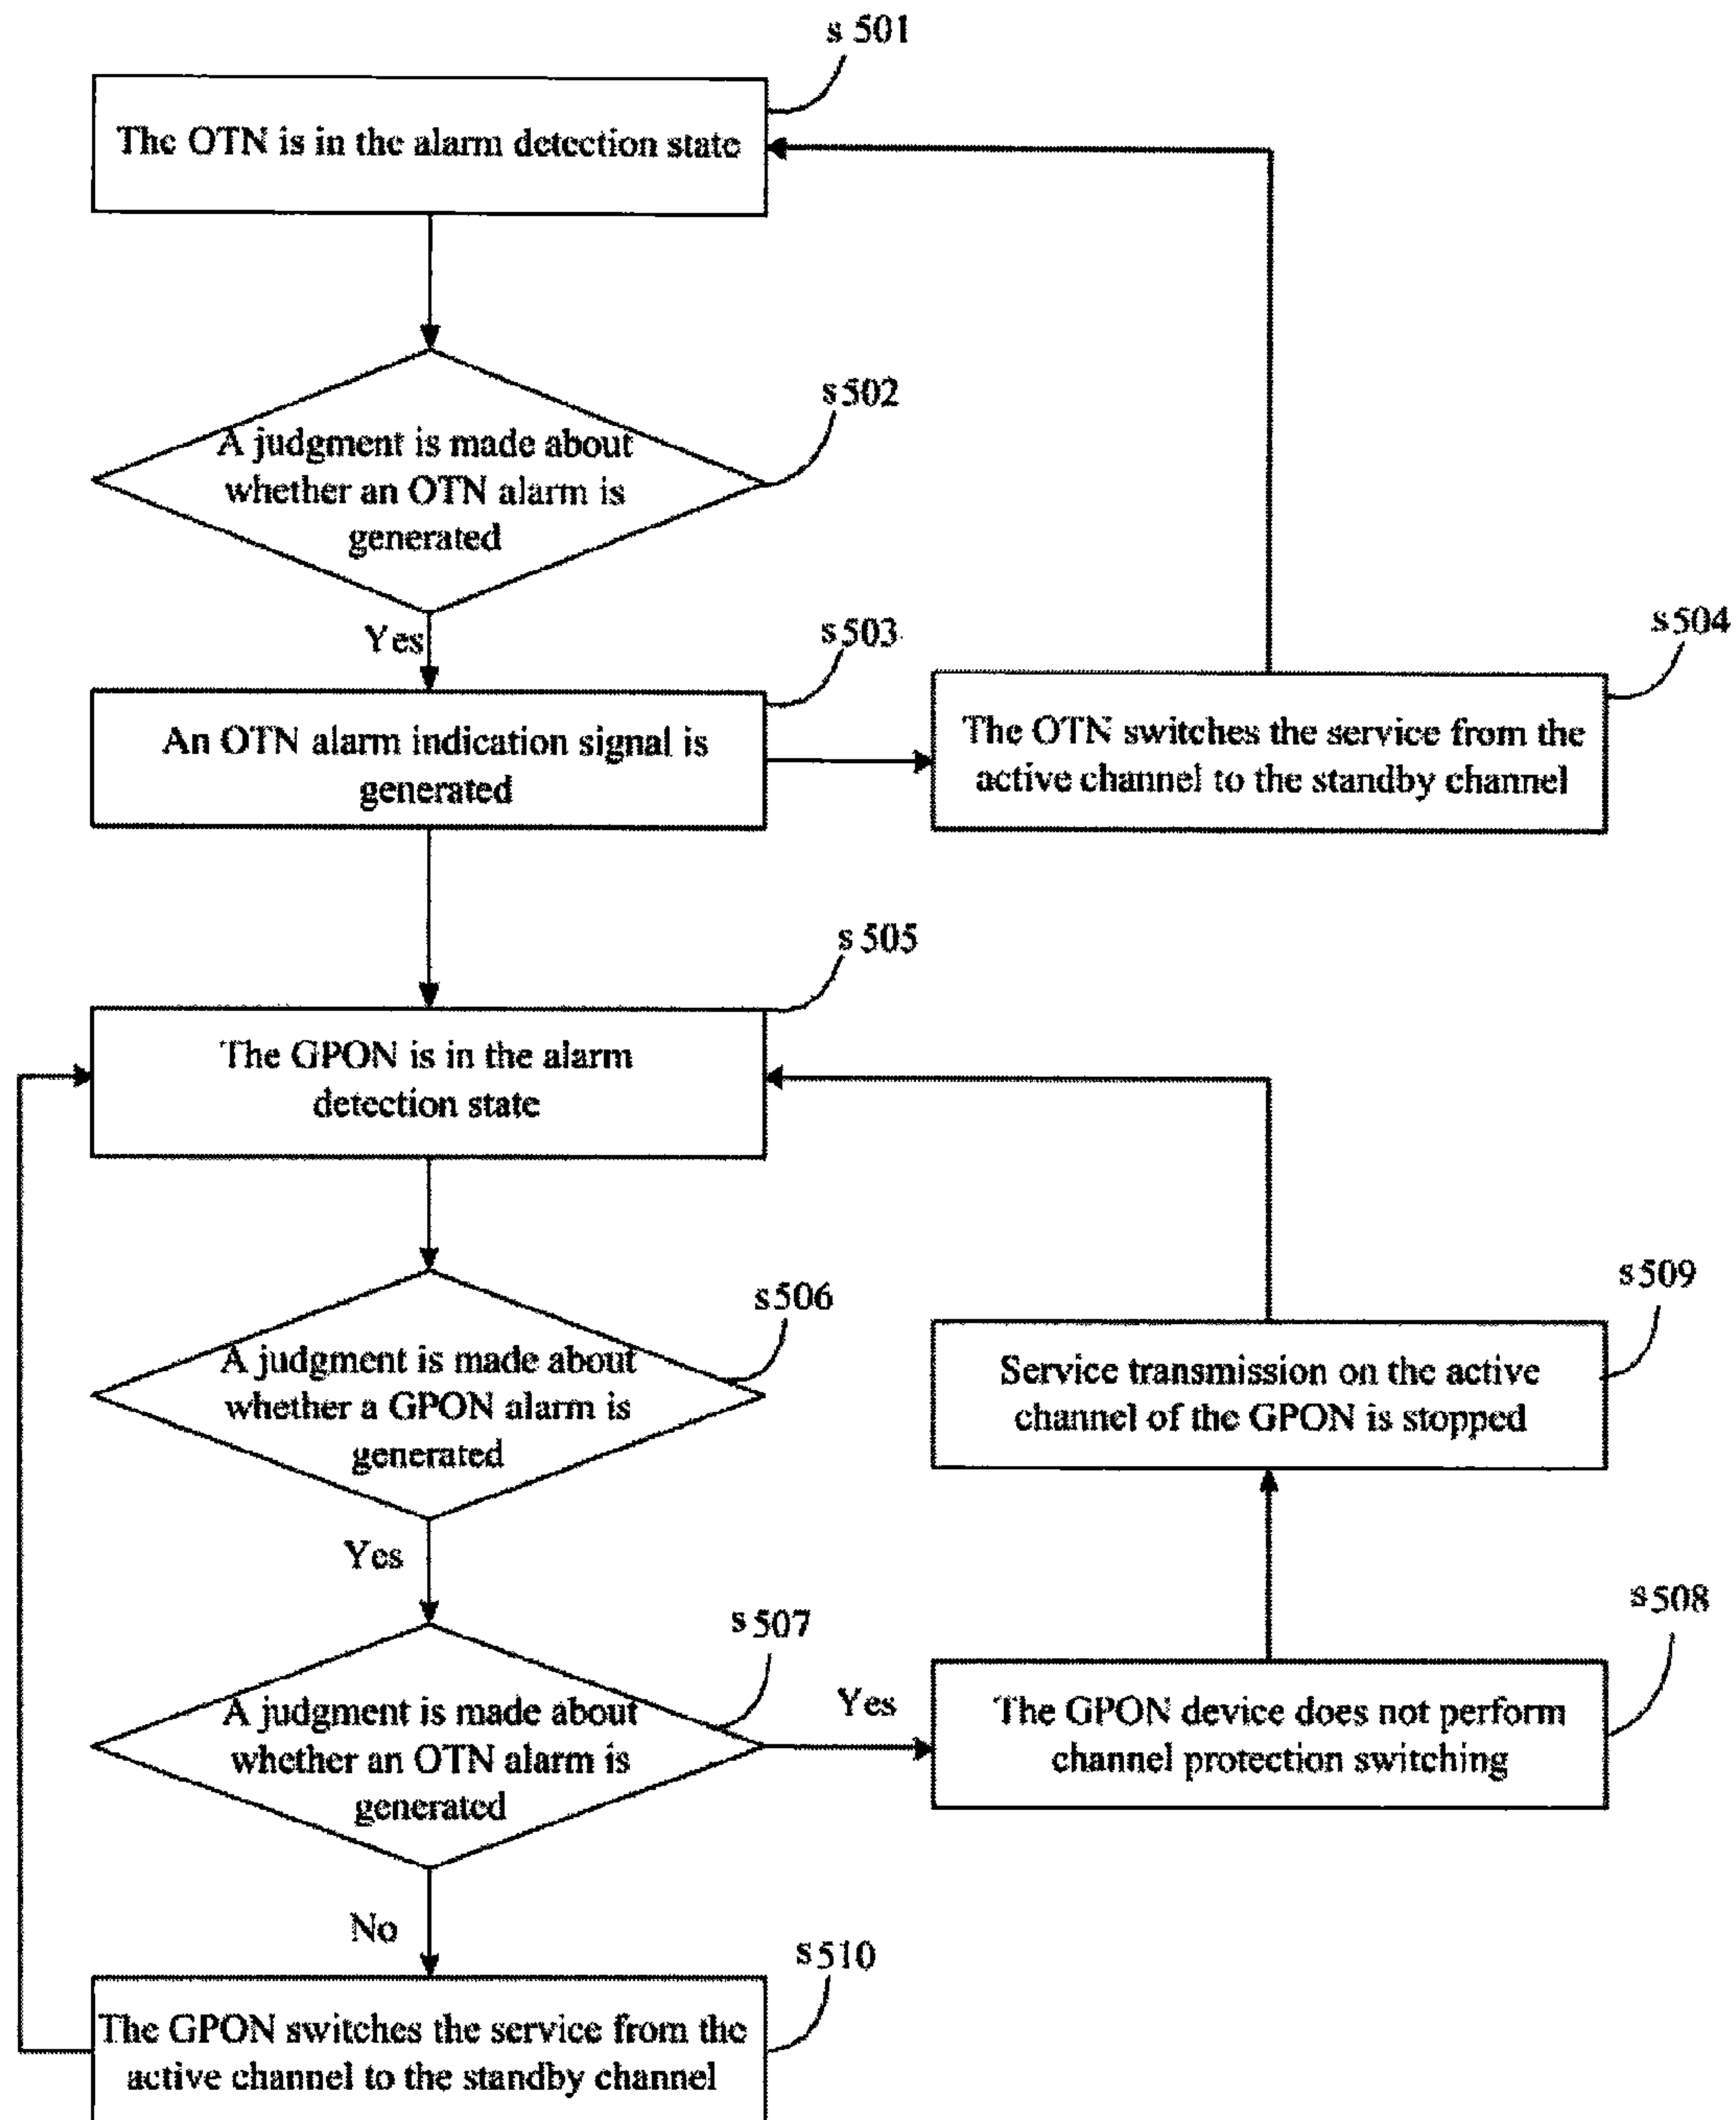 s 501
The OTN is in the alarm detection state
s502
A judgment is made about
whether an OTN alarm is
generated
Yes
s503
An OTN alarm indication signal is
generated
s504
The OTN switches the service from the
active channel to the standby channel
s 505
The GPON is in the alarm
detection state
s506
A judgment is made about
whether a GPON alarm is
generated
Yes
s509
Service transmission on the active
channel of the GPON is stopped
s 507
A judgment is made about
whether an OTN alarm is
generated
Yes
s508
The GPON device does not perform
channel protection switching
No
s510
The GPON switches the service from the
active channel to the standby channel